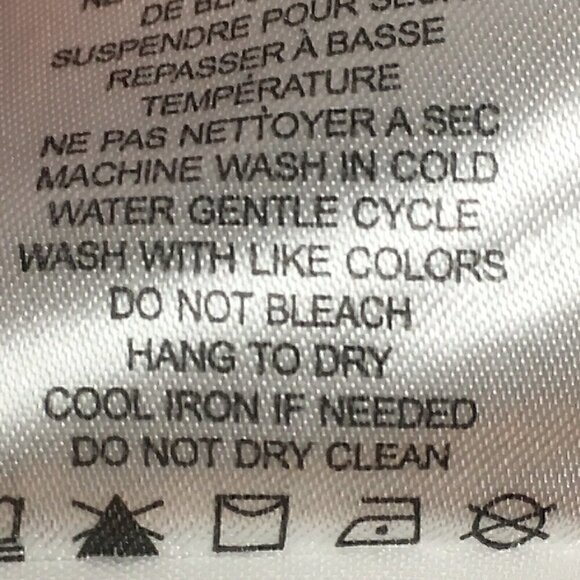 DE
SUSPENDRE POUR
REPASSER À BASSE
TEMPÉRATURE
NE PAS NETTOYER A SEC
MACHINE WASH IN COLD
WATER GENTLE CYCLE
WASH WITH LIKE COLORS
DO NOT BLEACH
HANG TO DRY
COOL IRON IF NEEDED
DO NOT DRY CLEAN